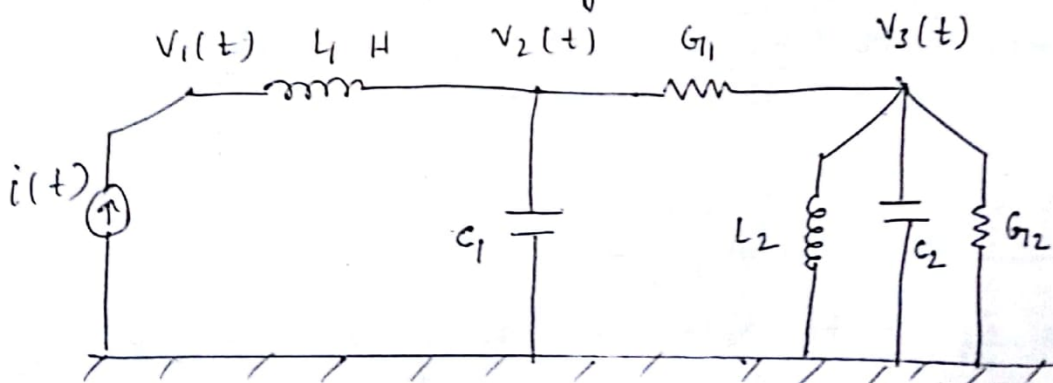 V₁(t) L₁ H V₂(t) G₁ V₃(t)
i(t)
C₁ L₂ C₂ G₂